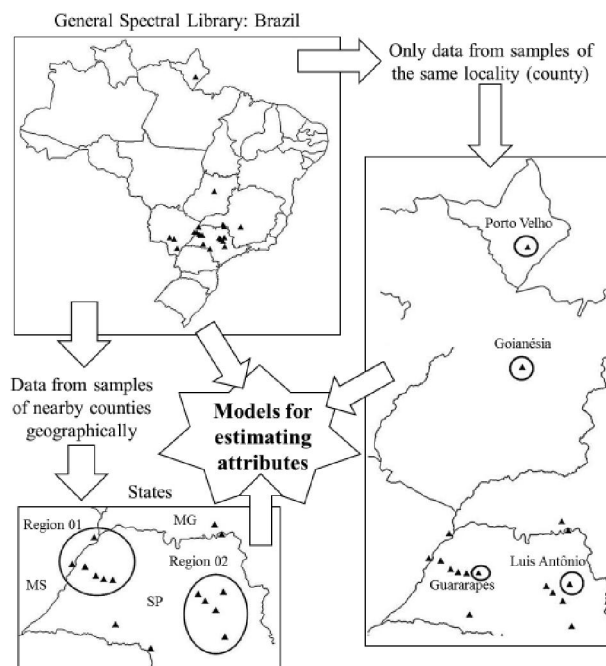 General Spectral Library: Brazil
Only data from samples of
the same locality (county)
Porto Velho
Goianésia
Data from samples
of nearby counties
geographically
Models for
estimating
attributes
States
Region 01
MG
Region 02
MS
SP
Guararapes
Luis Antônio